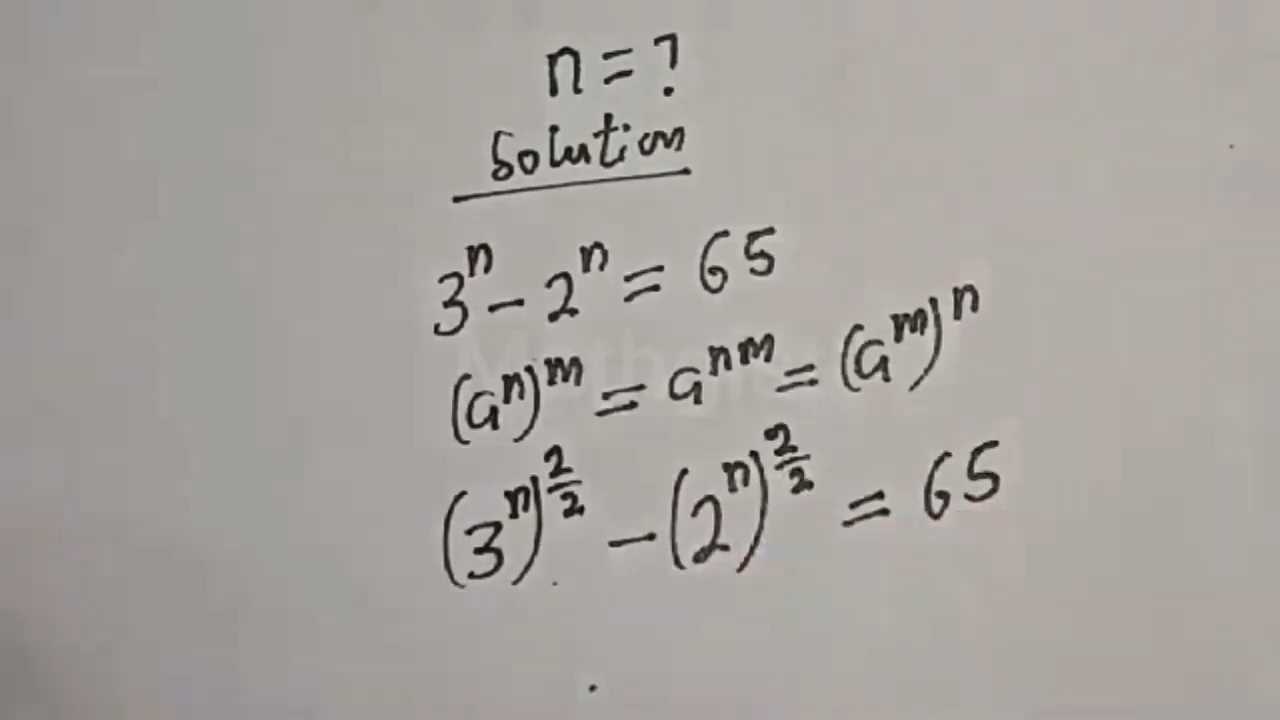 n = ?
Solution
3^n - 2^n = 65
(a^n)^m = a^{nm} = (a^m)^n
(3^n)^{2/2} - (2^n)^{2/2} = 65